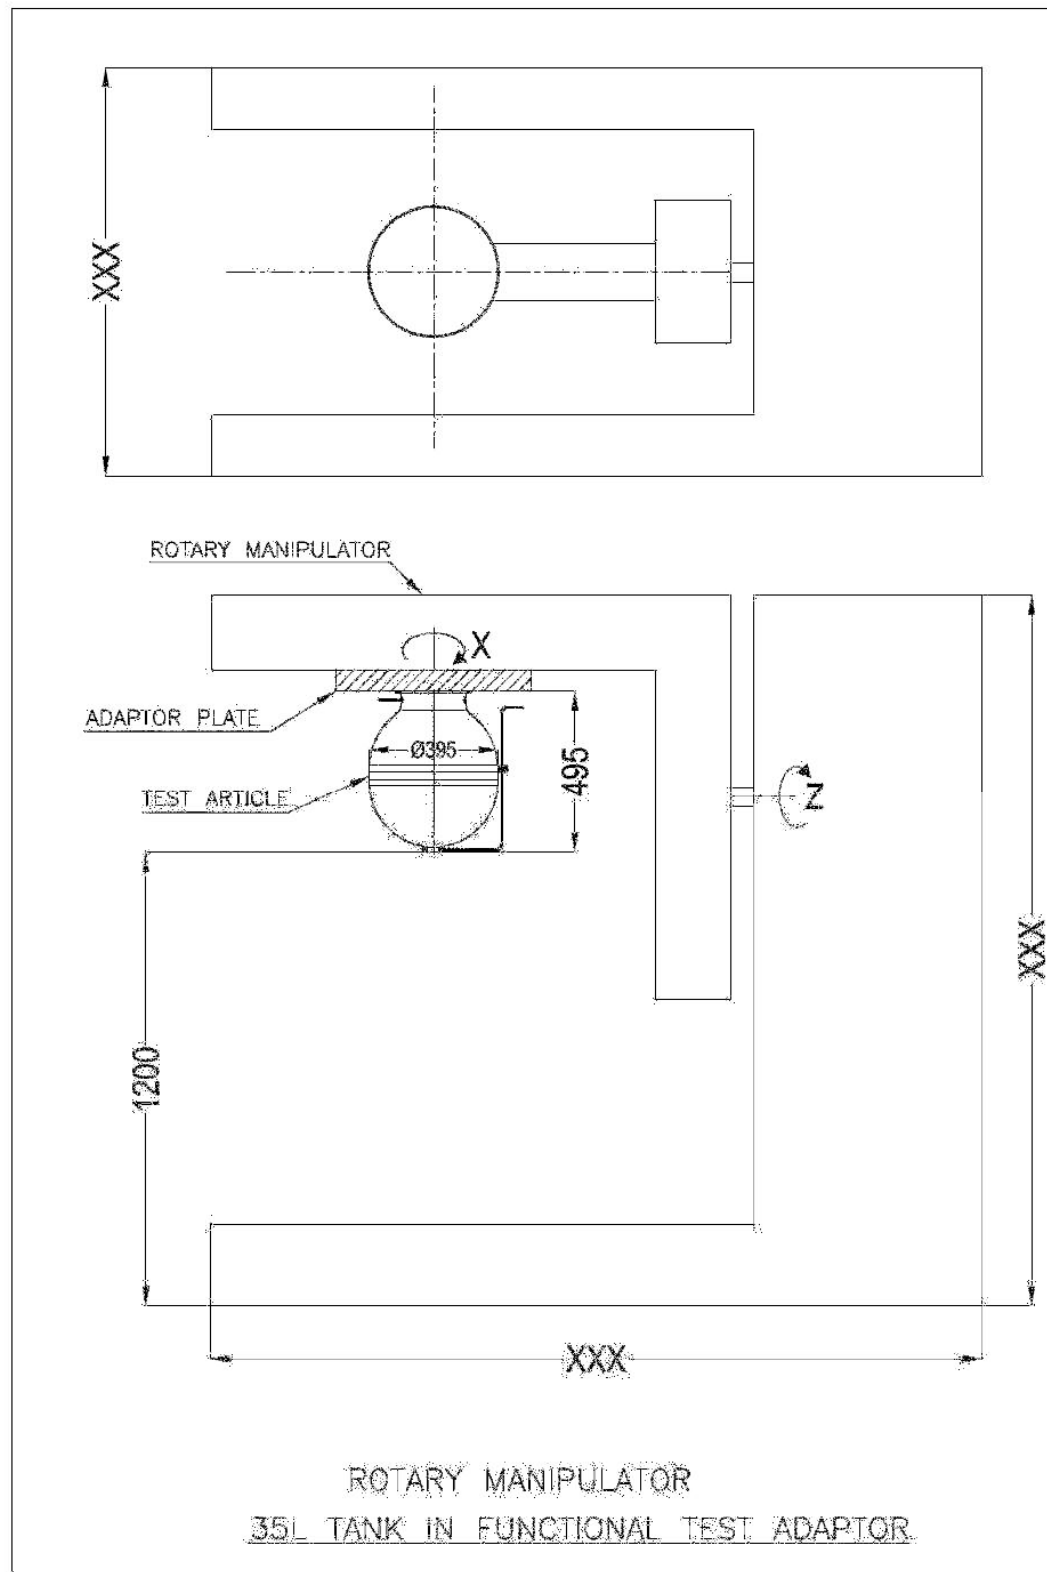 XXX
ROTARY MANIPULATOR
X
ADAPTOR PLATE
Ø395
495
TEST ARTICLE
Z
XXX
1200
XXX
ROTARY MANIPULATOR
35L TANK IN FUNCTIONAL TEST ADAPTOR